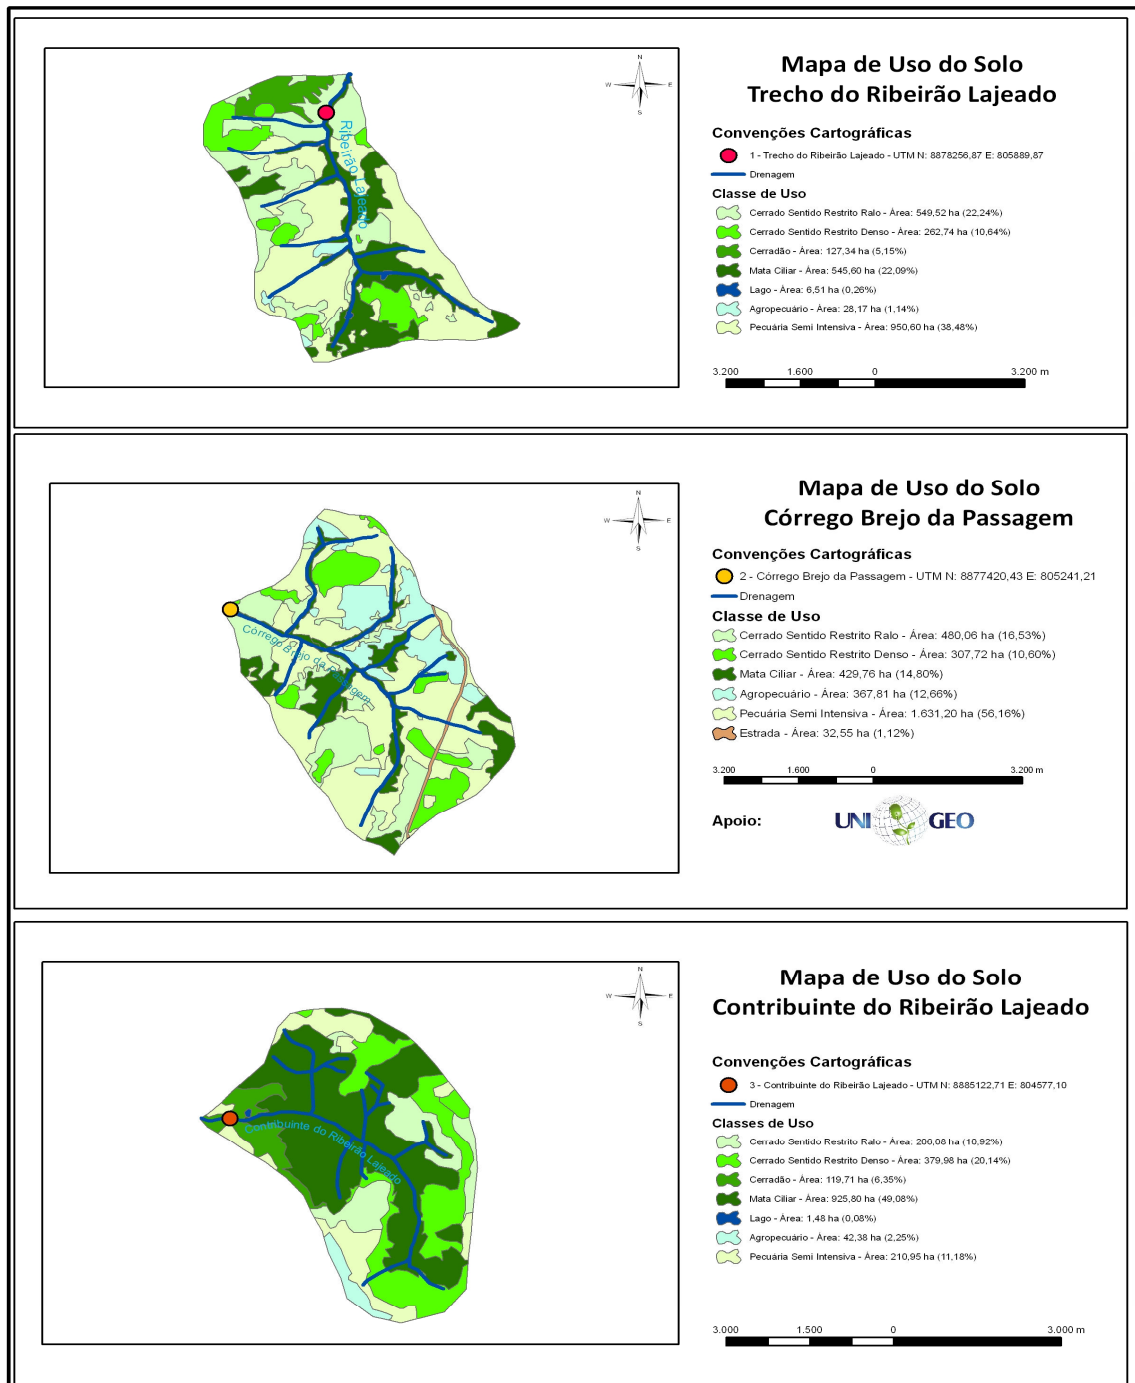 Mapa de Uso do Solo
Trecho do Ribeirão Lajeado
N
W
E
S
Ribeirão Lajeado
Convenções Cartográficas
1 - Trecho do Ribeirão Lajeado - UTM N: 8878256,87 E: 805889,87
Drenagem
Classe de Uso
Cerrado Sentido Restrito Ralo - Área: 549,52 ha (22,24%)
Cerrado Sentido Restrito Denso - Área: 262,74 ha (10,64%)
Cerradão - Área: 127,34 ha (5,15%)
Mata Ciliar - Área: 545,60 ha (22,09%)
Lago - Área: 6,51 ha (0,26%)
Agropecuário - Área: 28,17 ha (1,14%)
Pecuária Semi Intensiva - Área: 950,60 ha (38,48%)
3.200 1.600 0 3.200 m
Mapa de Uso do Solo
Córrego Brejo da Passagem
N
W
E
S
Córrego Brejo da Passagem
Convenções Cartográficas
2 - Córrego Brejo da Passagem - UTM N: 8877420,43 E: 805241,21
Drenagem
Classe de Uso
Cerrado Sentido Restrito Ralo - Área: 480,06 ha (16,53%)
Cerrado Sentido Restrito Denso - Área: 307,72 ha (10,60%)
Mata Ciliar - Área: 429,76 ha (14,80%)
Agropecuário - Área: 367,81 ha (12,66%)
Pecuária Semi Intensiva - Área: 1.631,20 ha (56,16%)
Estrada - Área: 32,55 ha (1,12%)
3.200 1.600 0 3.200 m
Apoio: UNI GEO
Mapa de Uso do Solo
Contribuinte do Ribeirão Lajeado
N
W
E
S
Contribuinte do Ribeirão Lajeado
Convenções Cartográficas
3 - Contribuinte do Ribeirão Lajeado - UTM N: 8885122,71 E: 804577,10
Drenagem
Classes de Uso
Cerrado Sentido Restrito Ralo - Área: ha (10,92%)
Cerrado Sentido Restrito Denso - Área: 379,98 ha (20,14%)
Cerradão - Área: 119,71 ha (6,35%)
Mata Ciliar - Área: 925,80 ha (49,08%)
Lago - Área: 1,48 ha (0,08%)
Agropecuário - Área: 42,38 ha (2,25%)
Pecuária Semi Intensiva - Área: 210,95 ha (11,18%)
3.000 1.500 0 3.000 m